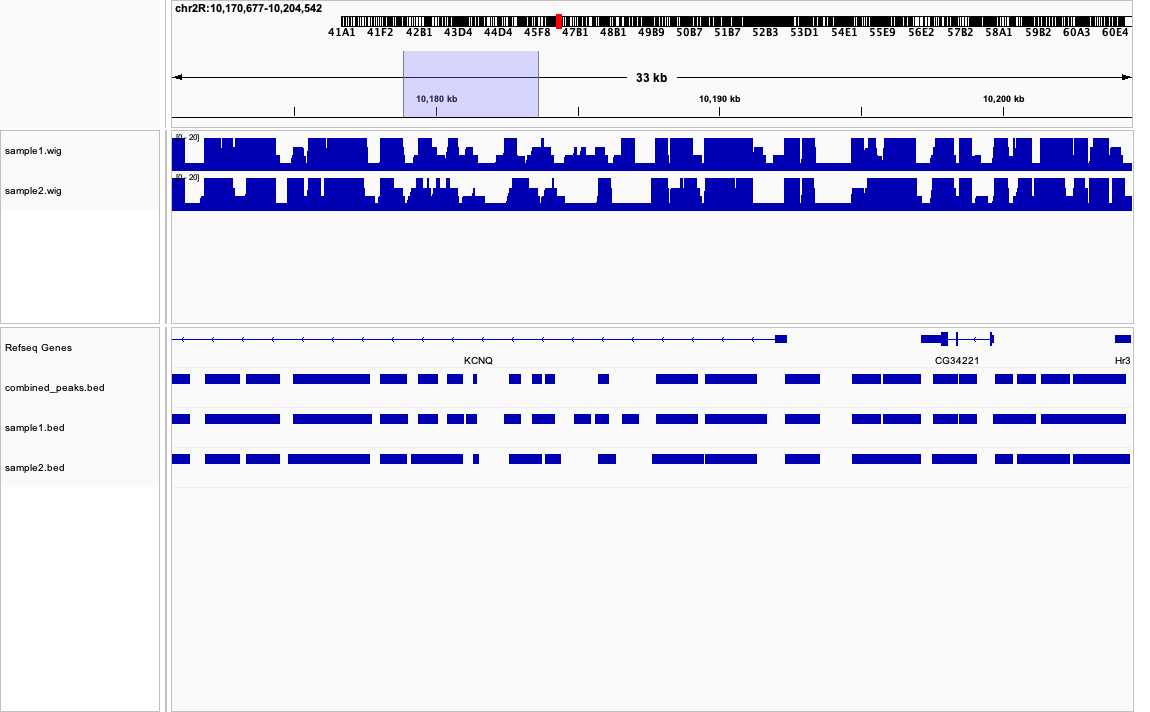 chr2R:10,170,677-10,204,542
41A1 41F2 42B1 43D4 44D4 45F8 47B1 48B1 49B9 50B7 51B7 52B3 53D1 54E1 55E9 56E2 57B2 58A1 59B2 60A3 60E4
33 kb
10,180 kb 10,190 kb 10,200 kb
sample1.wig [0 - 20]
sample2.wig [0 - 20]
Refseq Genes
KCNQ CG34221 Hr3
combined_peaks.bed
sample1.bed
sample2.bed